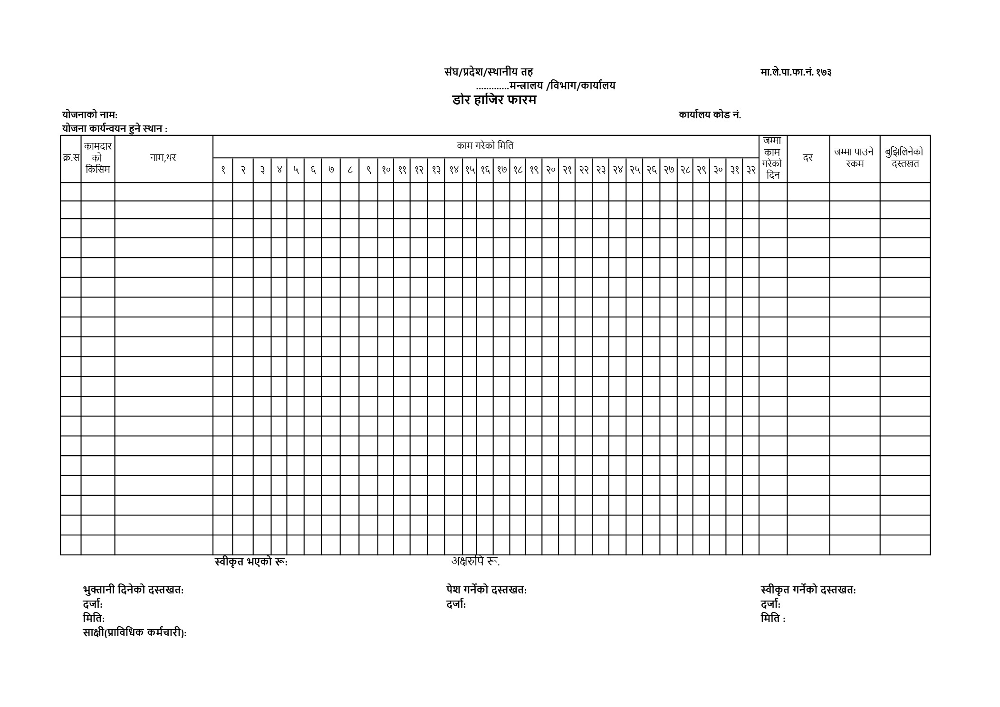 संघ/प्रदेश/स्थानीय तह मा.ले.पा.फा.नं. १७३
.............मन्त्रालय /विभाग/कार्यालय
डोर हाजिर फारम
योजनाको नाम: कार्यालय कोड नं.
योजना कार्यन्वयन हुने स्थान :
क्र.स कामदार को किसिम नाम,थर काम गरेको मिति जम्मा काम गरेको दिन दर जम्मा पाउने रकम बुझिलिनेको दस्तखत
१ २ ३ ४ ५ ६ ७ ८ ९ १० ११ १२ १३ १४ १५ १६ १७ १८ १९ २० २१ २२ २३ २४ २५ २६ २७ २८ २९ ३० ३१ ३२
स्वीकृत भएको रू: अक्षरुपि रू.
भुक्तानी दिनेको दस्तखत: पेश गर्नेको दस्तखत: स्वीकृत गर्नेको दस्तखत:
दर्जा: दर्जा: दर्जा:
मिति: मिति :
साक्षी(प्राविधिक कर्मचारी):